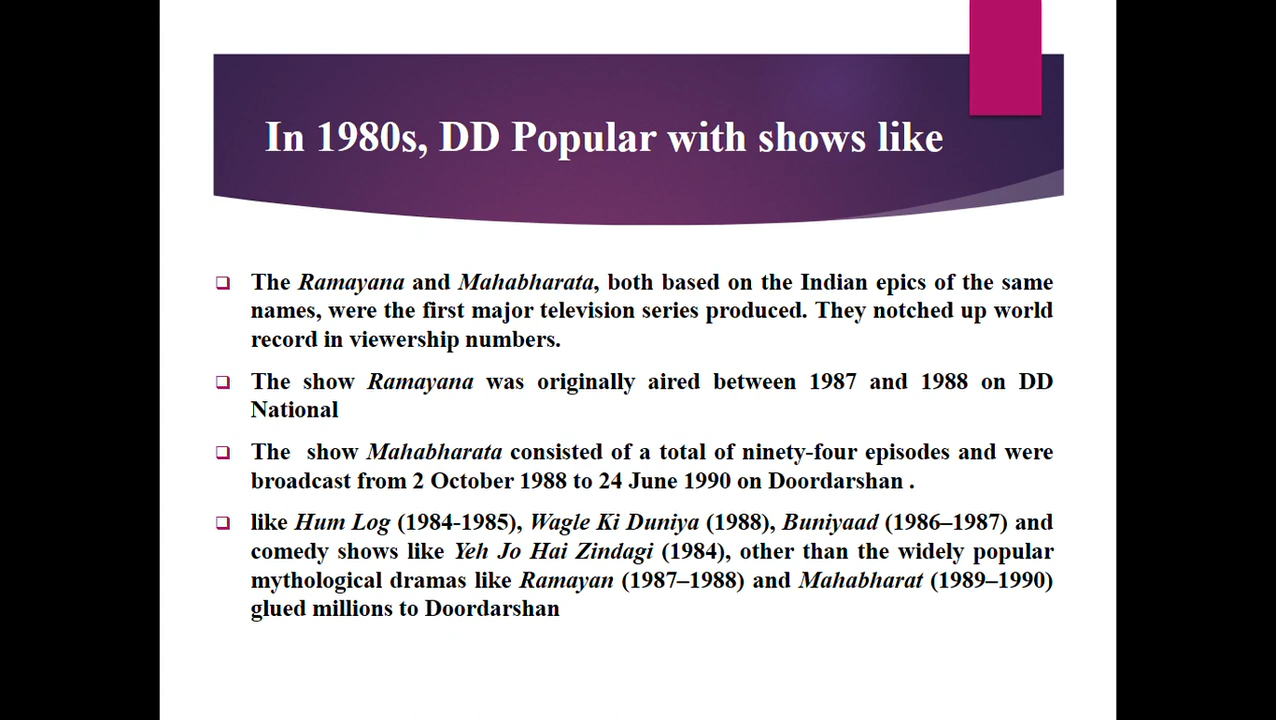 In 1980s, DD Popular with shows like
The Ramayana and Mahabharata, both based on the Indian epics of the same
names, were the first major television series produced. They notched up world
record in viewership numbers.
The show Ramayana was originally aired between 1987 and 1988 on DD
National
The show Mahabharata consisted of a total of ninety-four episodes and were
broadcast from 2 October 1988 to 24 June 1990 on Doordarshan .
like Hum Log (1984-1985), Wagle Ki Duniya (1988), Buniyaad (1986–1987) and
comedy shows like Yeh Jo Hai Zindagi (1984), other than the widely popular
mythological dramas like Ramayan (1987–1988) and Mahabharat (1989–1990)
glued millions to Doordarshan